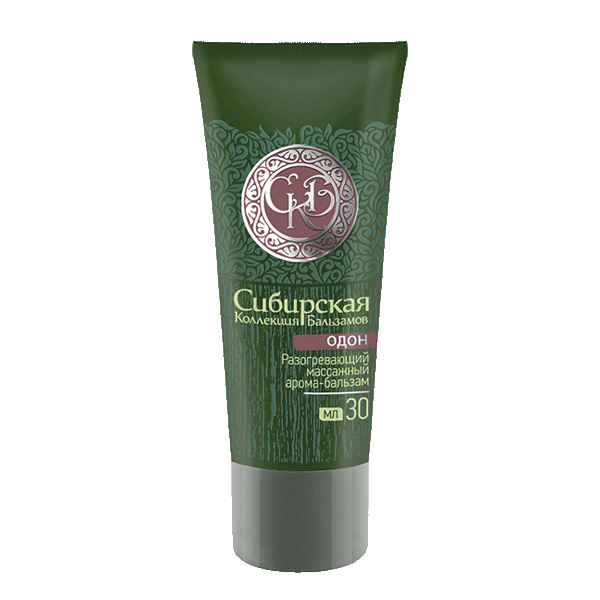 СКБ
Сибирская
Коллекция Бальзамов
ОДОН
Разогревающий
массажный
арома-бальзам
мл 30